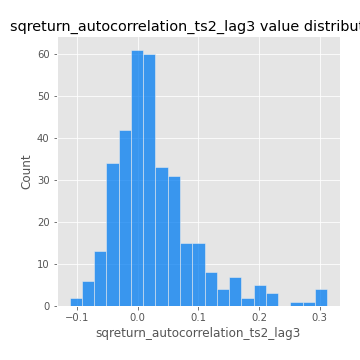 sqreturn_autocorrelation_ts2_lag3 value distribut
60
50
40
30
20
10
0
Count
−0.1 0.0 0.1 0.2 0.3
sqreturn_autocorrelation_ts2_lag3